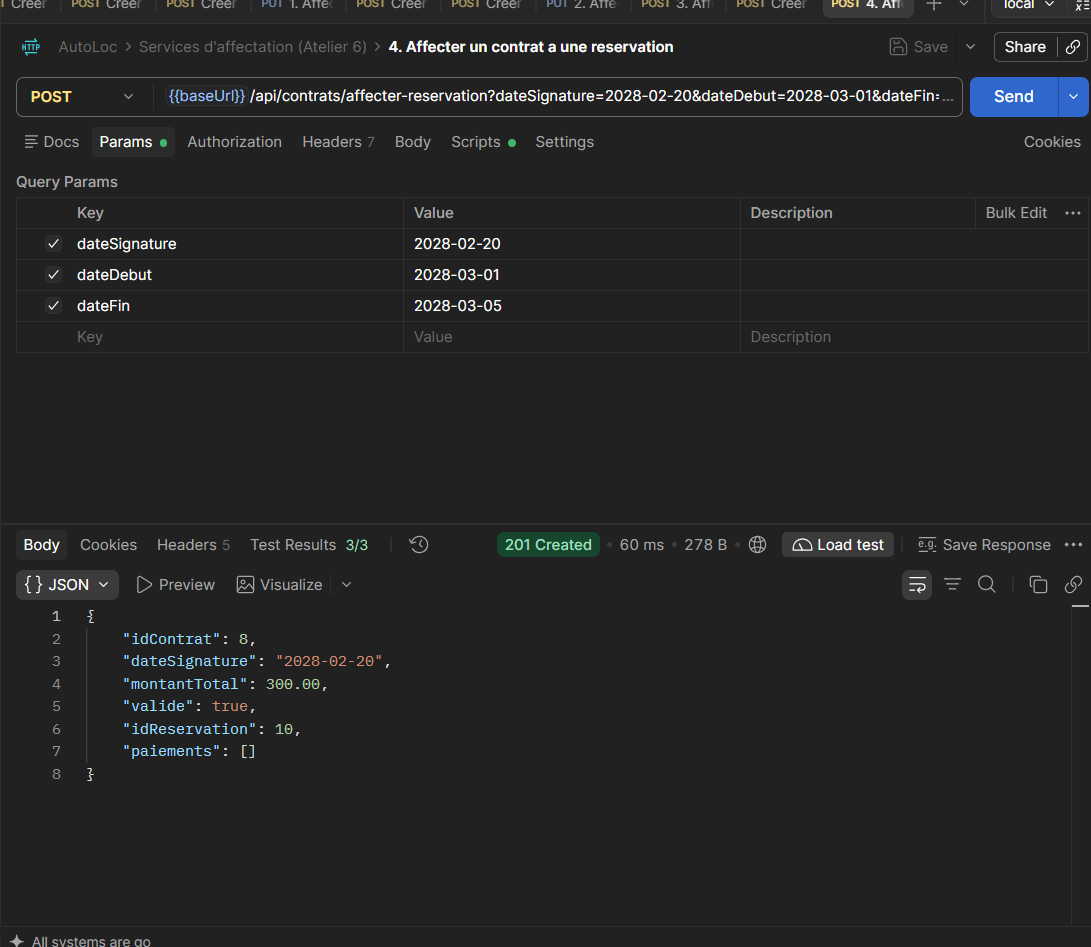 POST Creer POST Creer PUT 1. Affe POST Creer POST Creer PUT 2. Affe POST 3. Aff POST Creer POST 4. Aff local
HTTP AutoLoc > Services d'affectation (Atelier 6) > 4. Affecter un contrat a une reservation Save Share
POST {{baseUrl}} /api/contrats/affecter-reservation?dateSignature=2028-02-20&dateDebut=2028-03-01&dateFin=... Send
Docs Params Authorization Headers 7 Body Scripts Settings Cookies
Query Params
Key Value Description Bulk Edit
dateSignature 2028-02-20
dateDebut 2028-03-01
dateFin 2028-03-05
Key Value Description
Body Cookies Headers 5 Test Results 3/3 201 Created 60 ms 278 B Load test e.g. Save Response
{} JSON Preview Visualize
1 {
2 "idContrat": 8,
3 "dateSignature": "2028-02-20",
4 "montantTotal": 300.00,
5 "valide": true,
6 "idReservation": 10,
7 "paiements": []
8 }
All systems are go